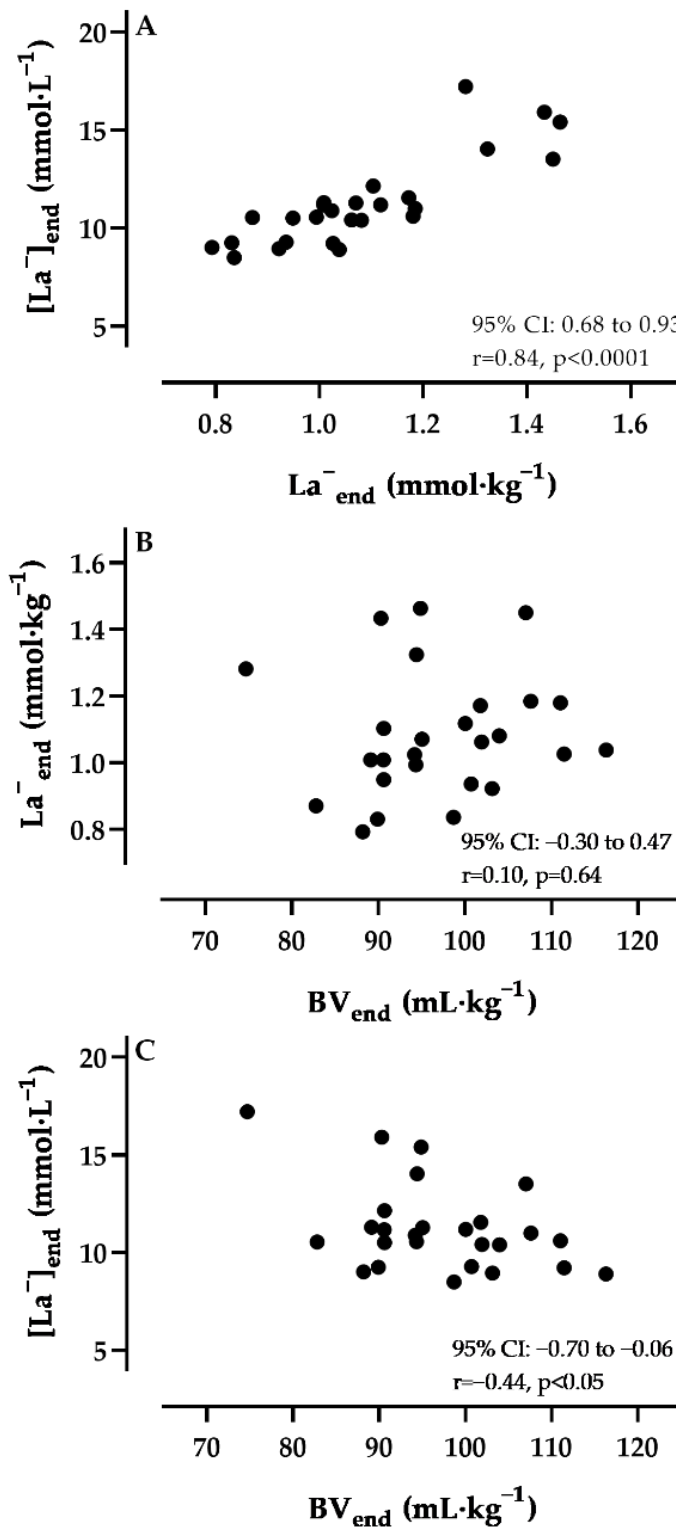 A
20
15
10
5
[La⁻]end (mmol·L⁻¹)
95% CI: 0.68 to 0.93
r=0.84, p<0.0001
0.8 1.0 1.2 1.4 1.6
La⁻end (mmol·kg⁻¹)
B
1.6
1.4
1.2
1.0
0.8
La⁻end (mmol·kg⁻¹)
95% CI: −0.30 to 0.47
r=0.10, p=0.64
70 80 90 100 110 120
BVend (mL·kg⁻¹)
C
20
15
10
5
[La⁻]end (mmol·L⁻¹)
95% CI: −0.70 to −0.06
r=−0.44, p<0.05
70 80 90 100 110 120
BVend (mL·kg⁻¹)